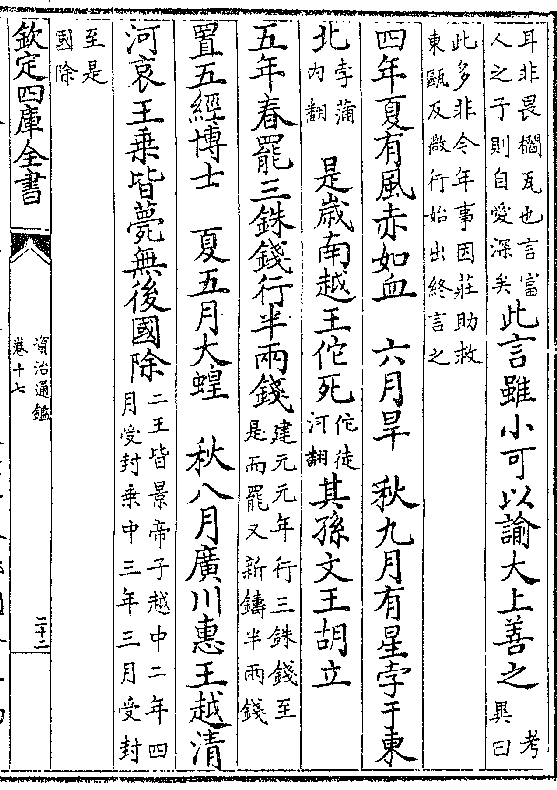 耳非畏櫩瓦也言富
人之子則自愛深矣
此言雖小可以諭大上善之
考
異曰
此多非今年事因莊助救
東甌及微行始出終言之
四年夏有風赤如血　六月旱　秋九月有星孛于東
北
孛蒲
内翻
是歳南越王佗死
佗徒
河翻
其孫文王胡立
五年春罷三銖錢行半兩錢
建元元年行三銖錢至
是而罷又新鑄半兩錢
置五經博士　夏五月大蝗　秋八月廣川惠王越清
河哀王乗皆薨無後國除
二王皆景帝子越中二年四
月受封乗中三年三月受封
至是
國除
欽定四庫全書
資治通鑑
卷十七
二十二